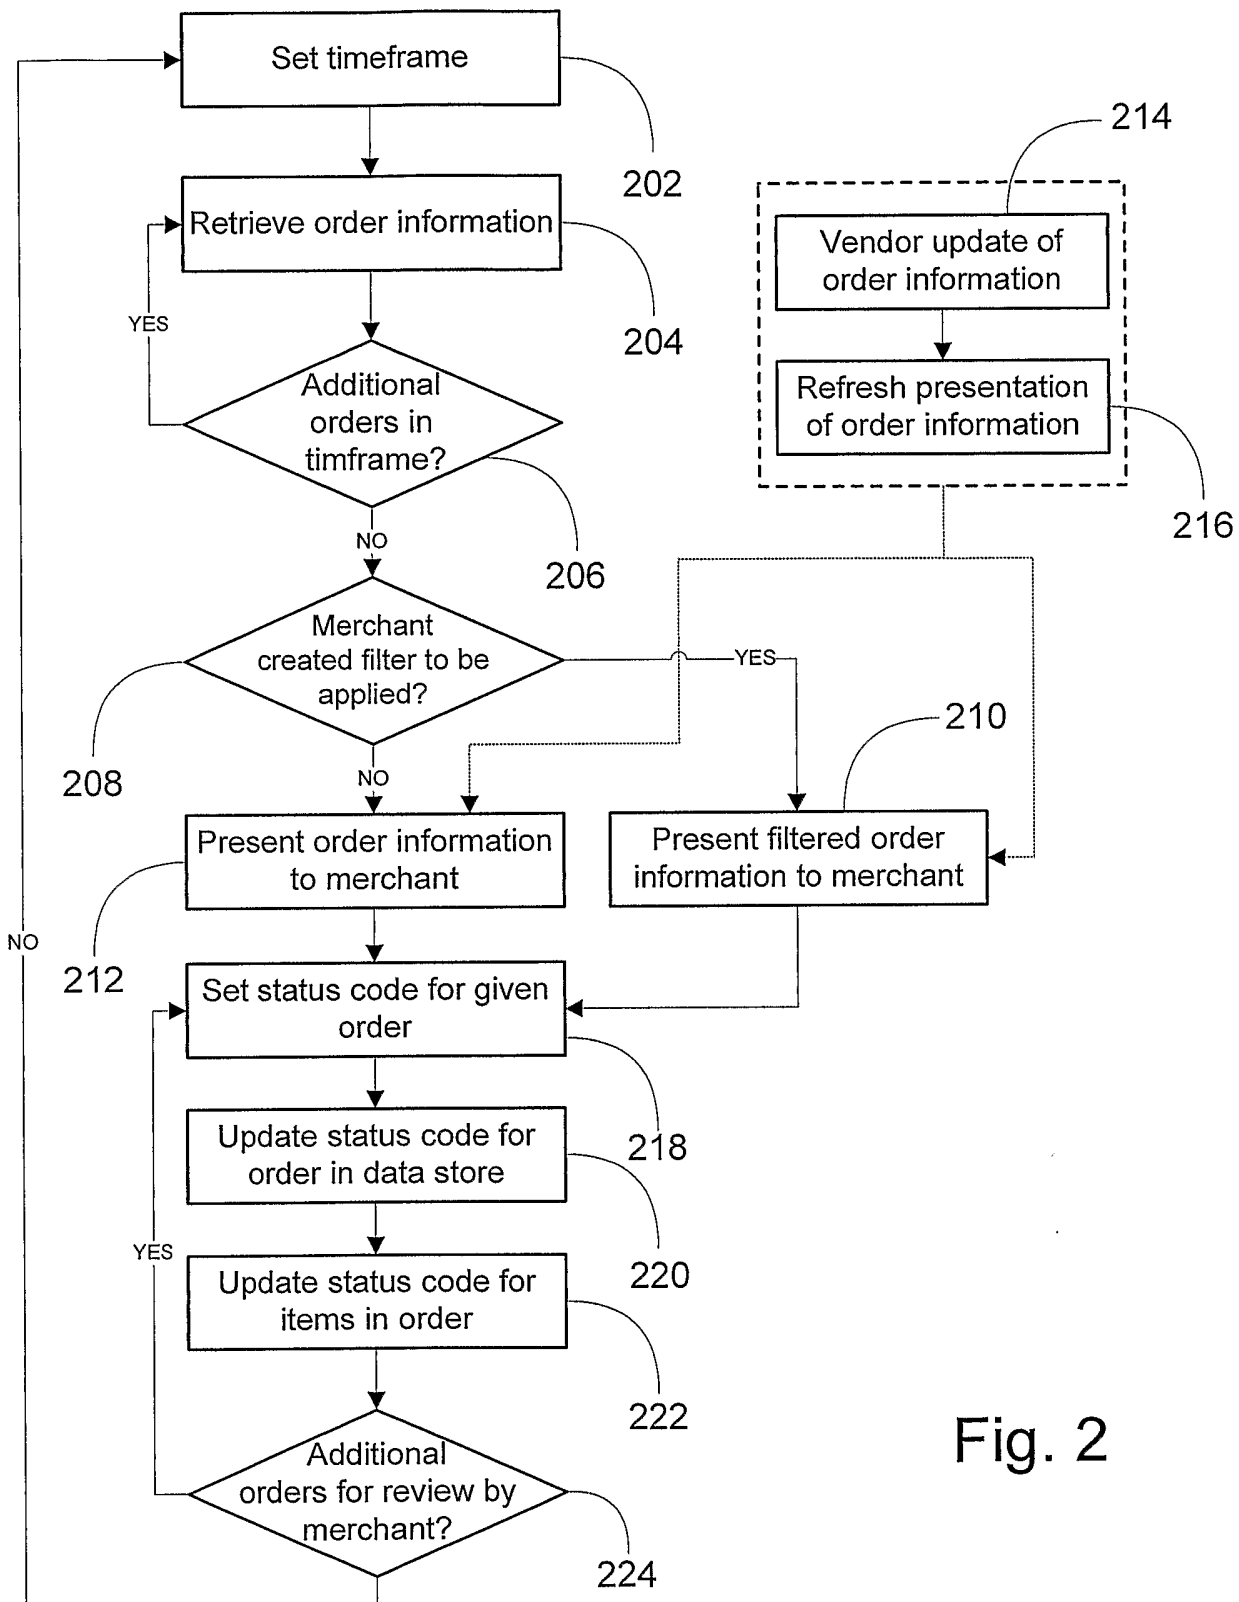 Set timeframe
202
214
Retrieve order information
204
Vendor update of
order information
YES
Refresh presentation
of order information
216
Additional
orders in
timframe?
206
NO
Merchant
created filter to be
applied?
208
YES
210
NO
Present order information
to merchant
212
Present filtered order
information to merchant
NO
Set status code for given
order
218
Update status code for
order in data store
220
YES
Update status code for
items in order
222
Additional
orders for review by
merchant?
224
Fig. 2